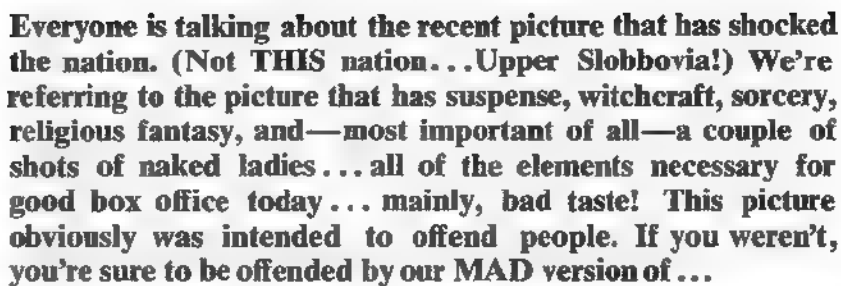 Everyone is talking about the recent picture that has shocked
the nation. (Not THIS nation...Upper Slobbovia!) We're
referring to the picture that has suspense, witchcraft, sorcery,
religious fantasy, and—most important of all—a couple of
shots of naked ladies...all of the elements necessary for
good box office today... mainly, bad taste! This picture
obviously was intended to offend people. If you weren't,
you're sure to be offended by our MAD version of...